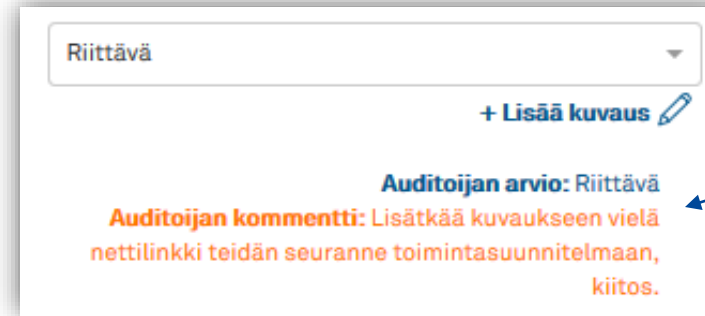 Riittävä
+ Lisää kuvaus
Auditoijan arvio: Riittävä
Auditoijan kommentti: Lisätkää kuvaukseen vielä
nettilinkki teidän seuranne toimintasuunnitelmaan,
kiitos.